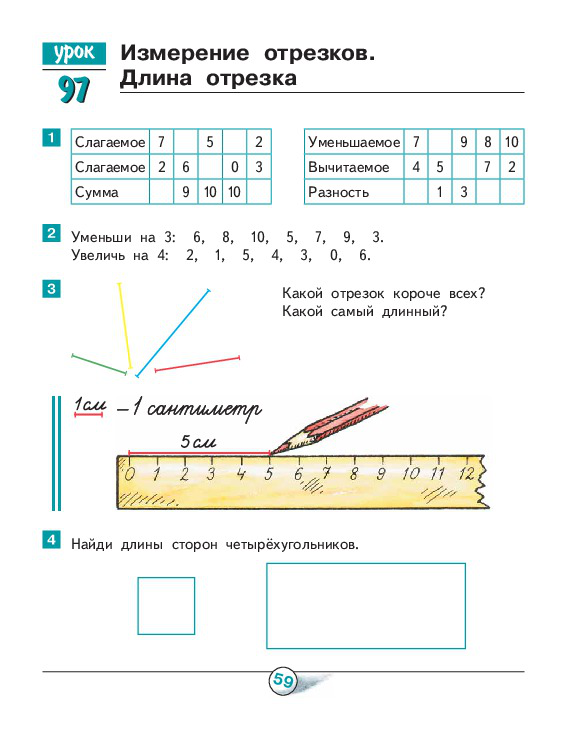 урок
97
Измерение отрезков.
Длина отрезка
1
Слагаемое 7 5 2
Слагаемое 2 6 0 3
Сумма 9 10 10
Уменьшаемое 7 9 8 10
Вычитаемое 4 5 7 2
Разность 1 3
2
Уменьши на 3: 6, 8, 10, 5, 7, 9, 3.
Увеличь на 4: 2, 1, 5, 4, 3, 0, 6.
3
Какой отрезок короче всех?
Какой самый длинный?
1см – 1 сантиметр
5см
0 1 2 3 4 5 6 7 8 9 10 11 12
4
Найди длины сторон четырёхугольников.
59